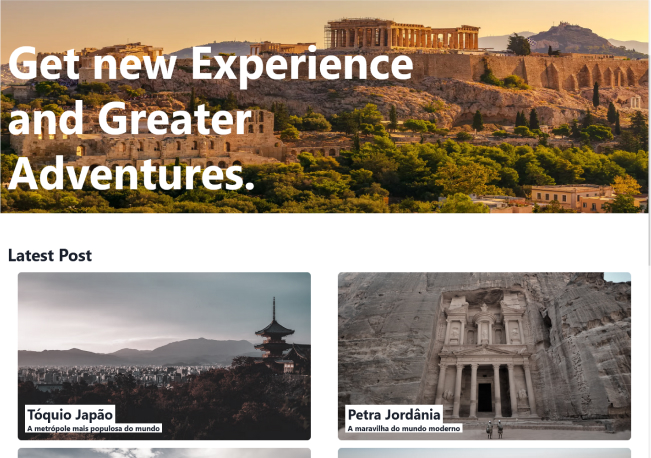 Get new Experience
and Greater
Adventures.
Latest Post
Tóquio Japão
A metrópole mais populosa do mundo
Petra Jordânia
A maravilha do mundo moderno